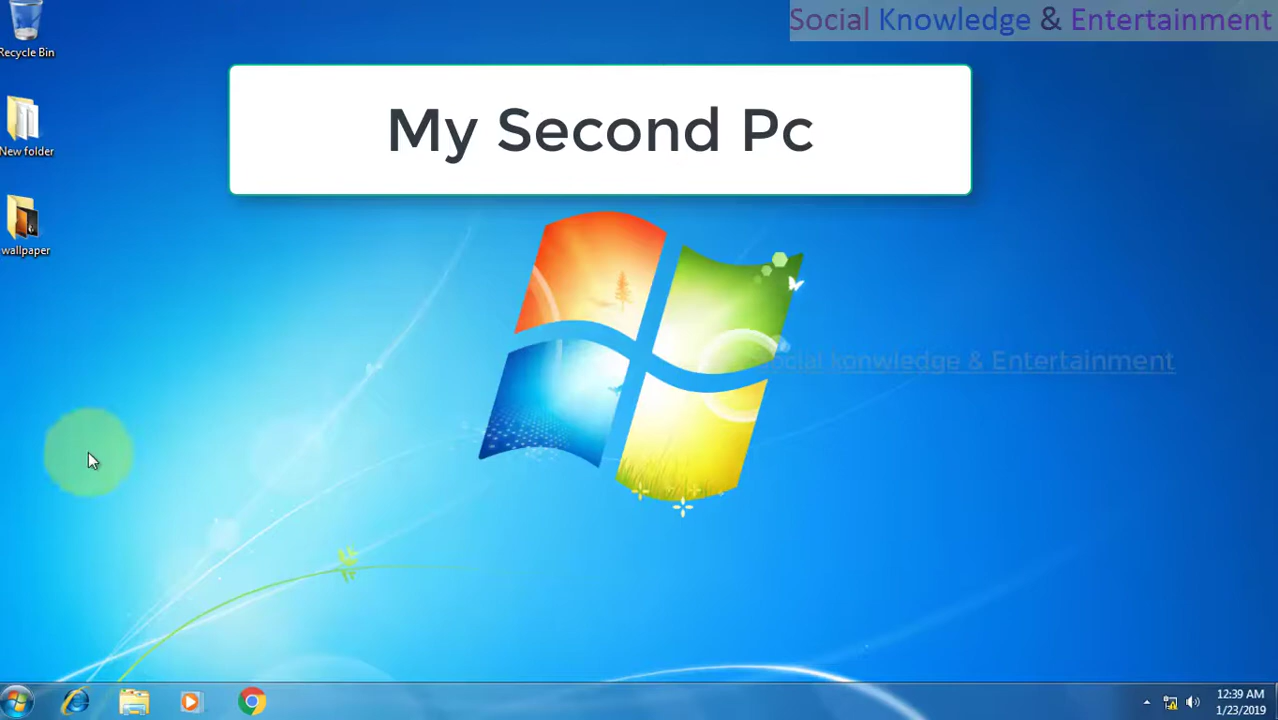 Social Knowledge & Entertainment
Recycle Bin
My Second Pc
New folder
wallpaper
Social konwledge & Entertainment
12:39 AM
1/23/2019